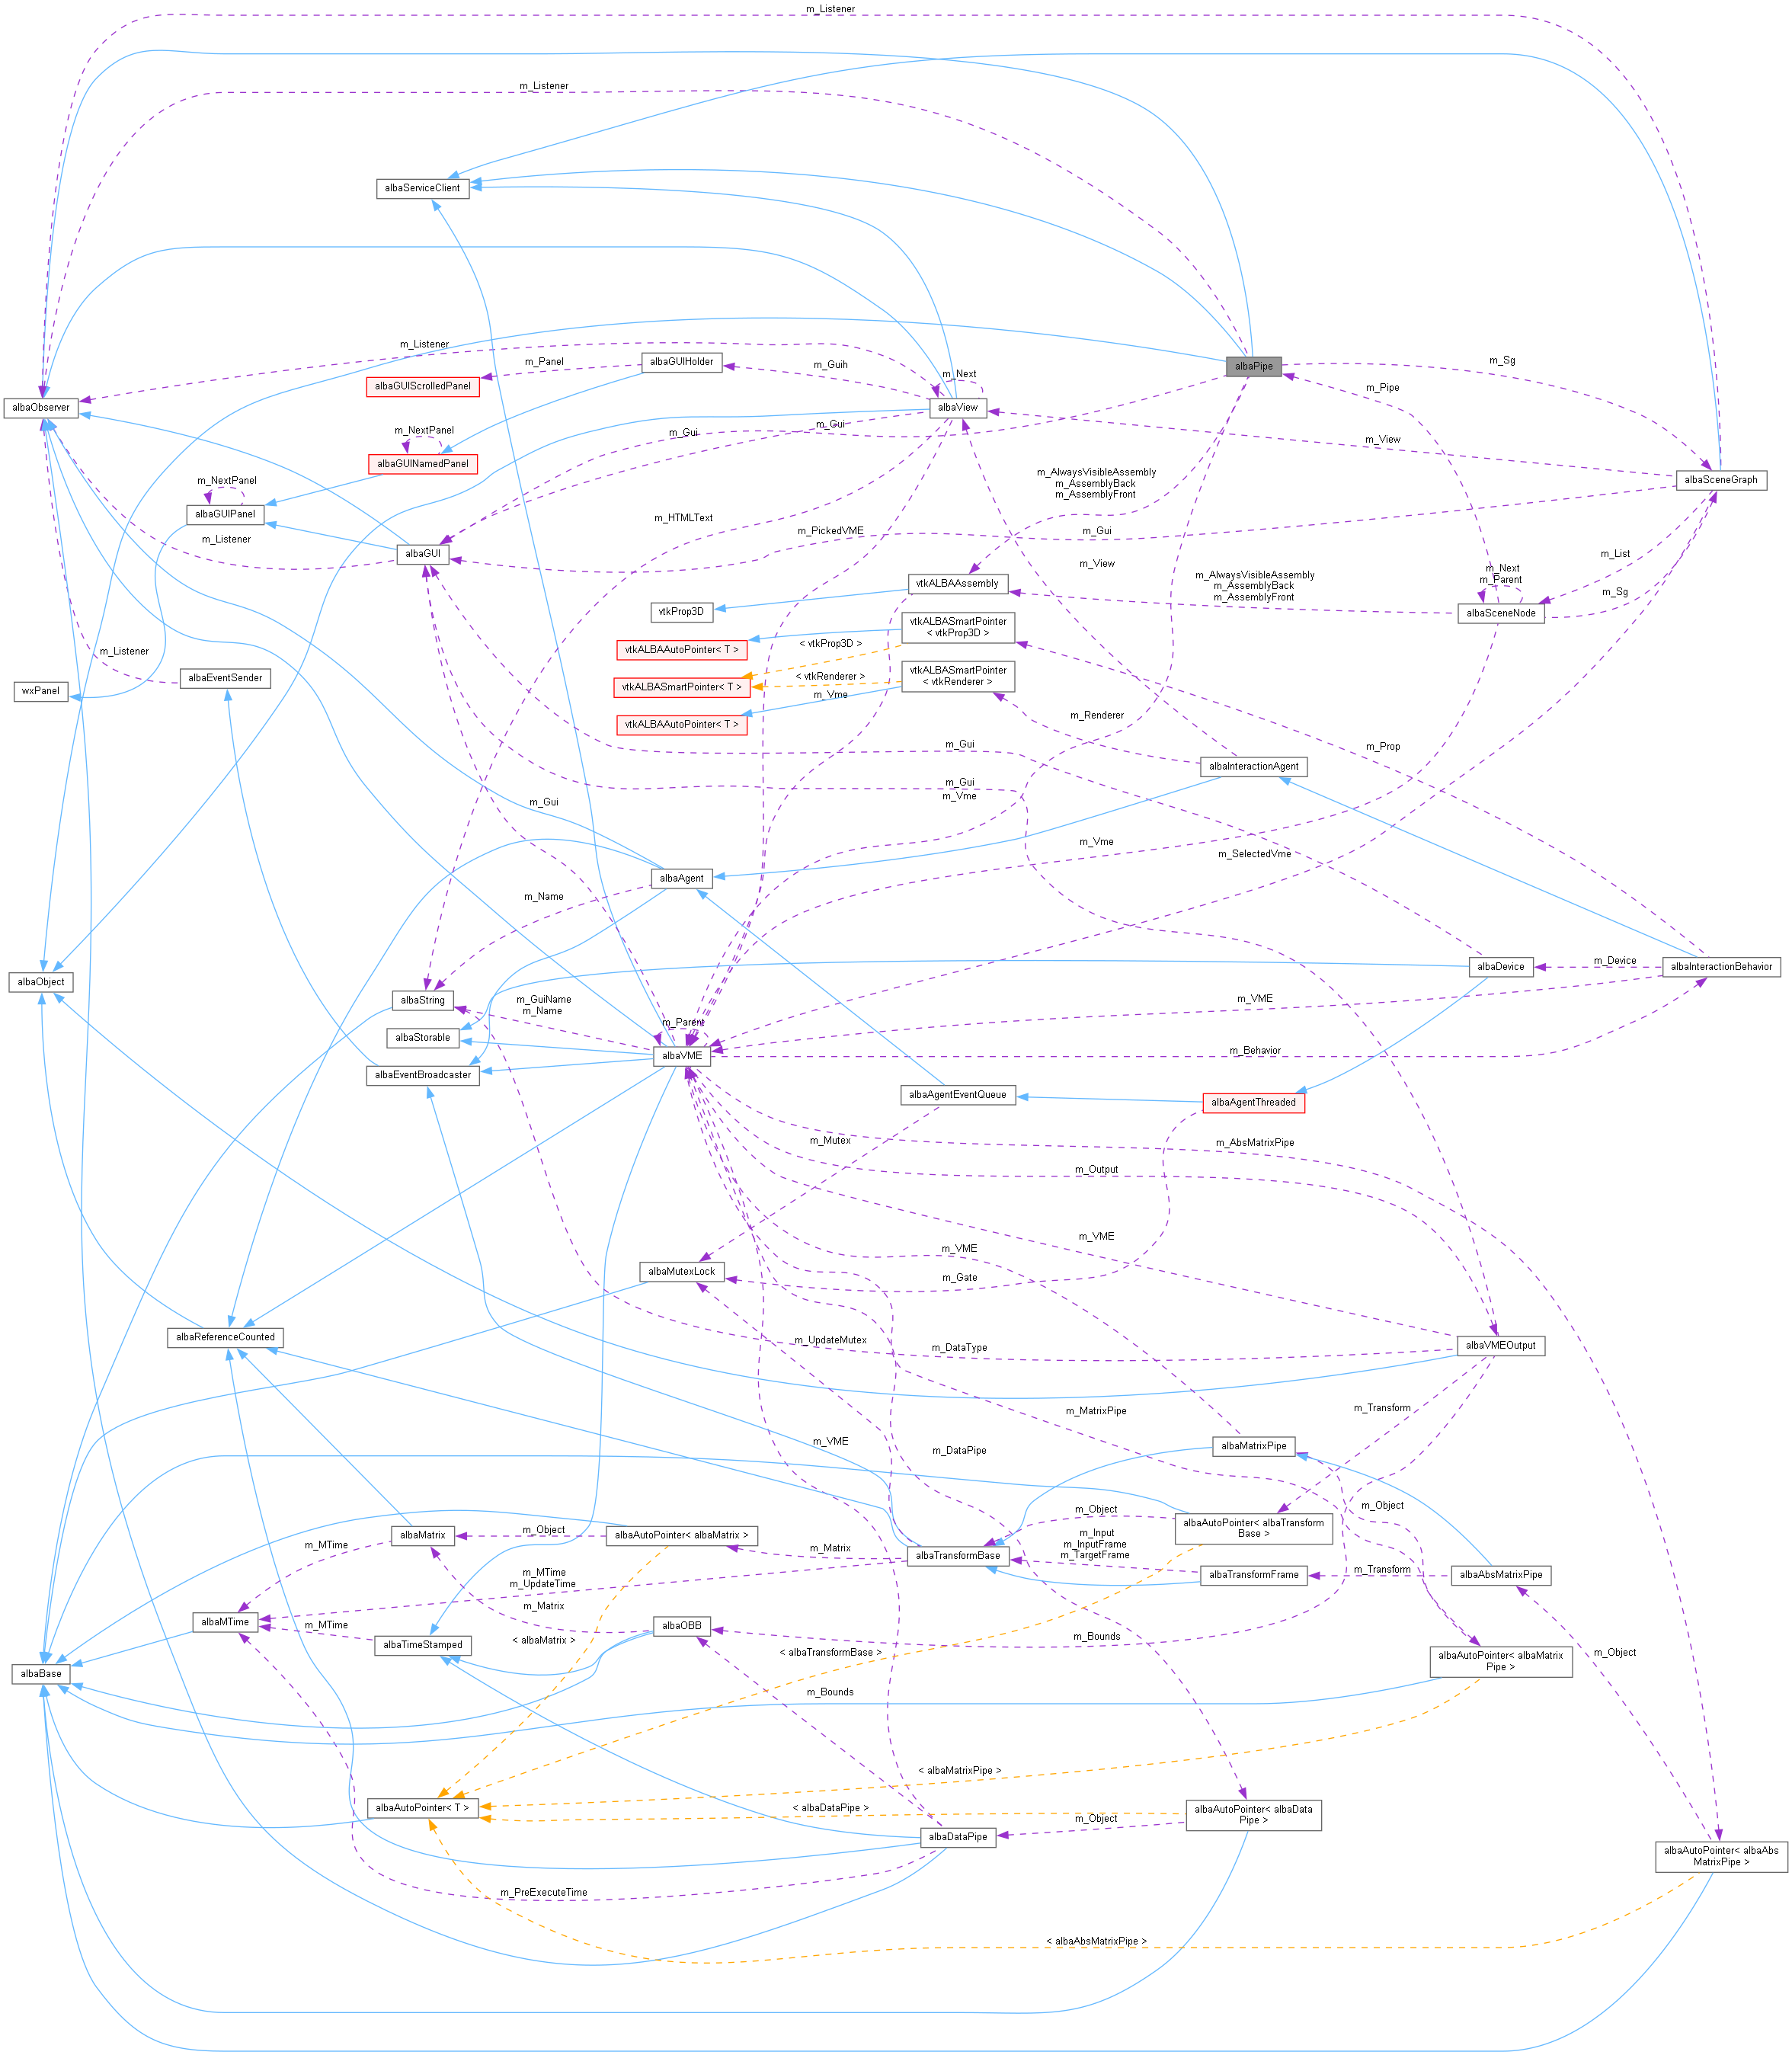 m_Listener
m_Listener
albaServiceClient
m_Listener
m_Panel
albaGUIHolder
m_Guih
m_Next
albaPipe
m_Sg
albaGUIScrolledPanel
m_Pipe
albaObserver
albaView
m_NextPanel
m_Gui
m_Gui
m_View
albaGUINamedPanel
m_NextPanel
m_AlwaysVisibleAssembly
m_AssemblyBack
m_AssemblyFront
albaSceneGraph
albaGUIPanel
m_HTMLText
m_PickedVME
m_Gui
m_Listener
albaGUI
m_View
m_List
m_Next
m_Parent
vtkALBAAssembly
m_AlwaysVisibleAssembly
m_AssemblyBack
m_AssemblyFront
m_Sg
vtkProp3D
albaSceneNode
vtkALBASmartPointer
< vtkProp3D >
< vtkProp3D >
vtkALBAAutoPointer< T >
m_Listener
albaEventSender
wxPanel
vtkALBASmartPointer< T >
< vtkRenderer >
vtkALBASmartPointer
< vtkRenderer >
m_Vme
vtkALBAAutoPointer< T >
m_Renderer
m_Gui
m_Prop
albaInteractionAgent
m_Gui
m_Vme
m_Gui
m_Vme
m_SelectedVme
albaAgent
m_Name
m_Device
albaDevice
albaInteractionBehavior
albaObject
albaString
m_GuiName
m_Name
m_VME
m_Parent
albaStorable
albaVME
m_Behavior
albaEventBroadcaster
albaAgentEventQueue
albaAgentThreaded
m_Mutex
m_AbsMatrixPipe
m_Output
m_VME
m_VME
albaMutexLock
m_Gate
albaReferenceCounted
m_UpdateMutex
m_DataType
albaVMEOutput
m_MatrixPipe
m_Transform
m_VME
m_DataPipe
albaMatrixPipe
m_Object
m_Object
albaMatrix
m_Object
albaAutoPointer< albaMatrix >
albaAutoPointer< albaTransform
Base >
m_MTime
m_Matrix
albaTransformBase
m_Input
m_InputFrame
m_TargetFrame
m_MTime
m_UpdateTime
m_Transform
albaTransformFrame
albaAbsMatrixPipe
m_Matrix
albaMTime
m_MTime
albaOBB
albaTimeStamped
< albaMatrix >
m_Bounds
< albaTransformBase >
m_Object
albaAutoPointer< albaMatrix
Pipe >
albaBase
m_Bounds
< albaMatrixPipe >
albaAutoPointer< T >
< albaDataPipe >
albaAutoPointer< albaData
Pipe >
m_Object
albaDataPipe
albaAutoPointer< albaAbs
MatrixPipe >
m_PreExecuteTime
< albaAbsMatrixPipe >